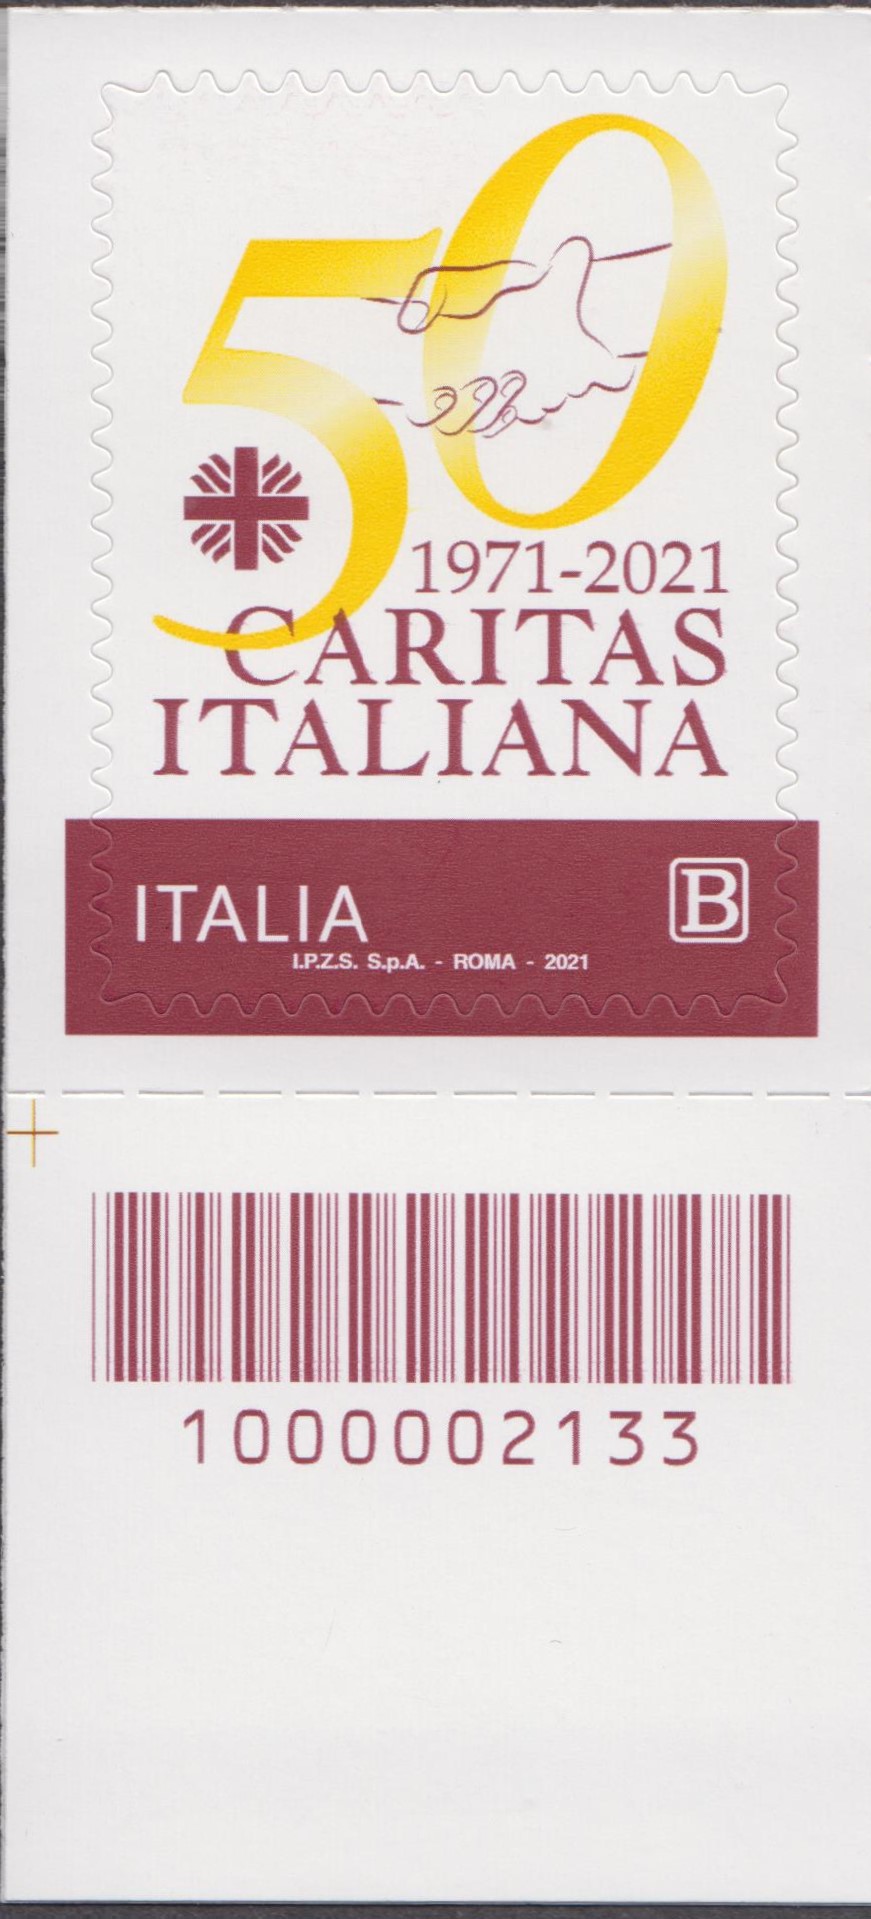 50
1971-2021
CARITAS
ITALIANA
ITALIA
B
I.P.Z.S. S.p.A. - ROMA - 2021
1000002133